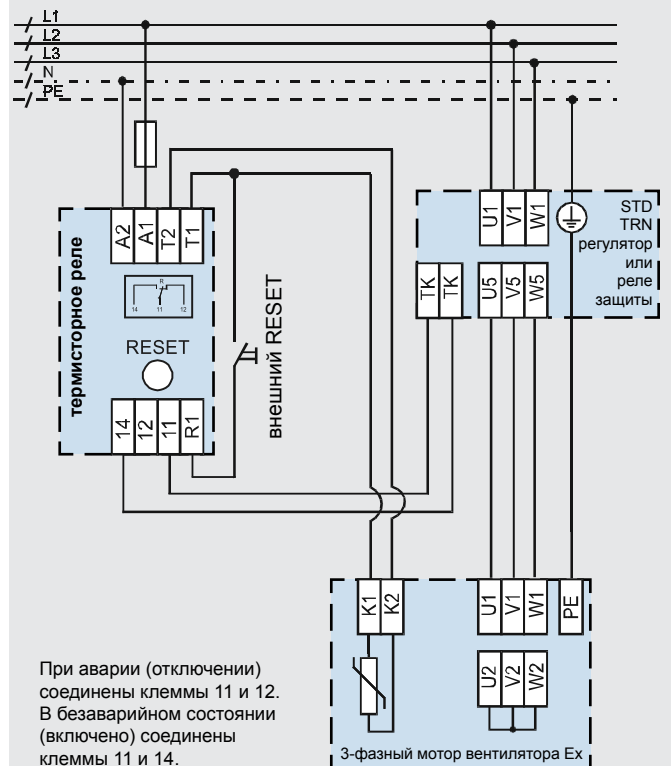 L1
L2
L3
N
PE
A2
A1
T2
T1
термисторное реле
R
14 11 12
RESET
14
12
11
R1
внешний RESET
U1
V1
W1
STD
TRN
регулятор
или
реле
защиты
TK
TK
U5
V5
W5
K1
K2
U1
V1
W1
PE
U2
V2
W2
3-фазный мотор вентилятора Ex
При аварии (отключении)
соединены клеммы 11 и 12.
В безаварийном состоянии
(включено) соединены
клеммы 11 и 14.